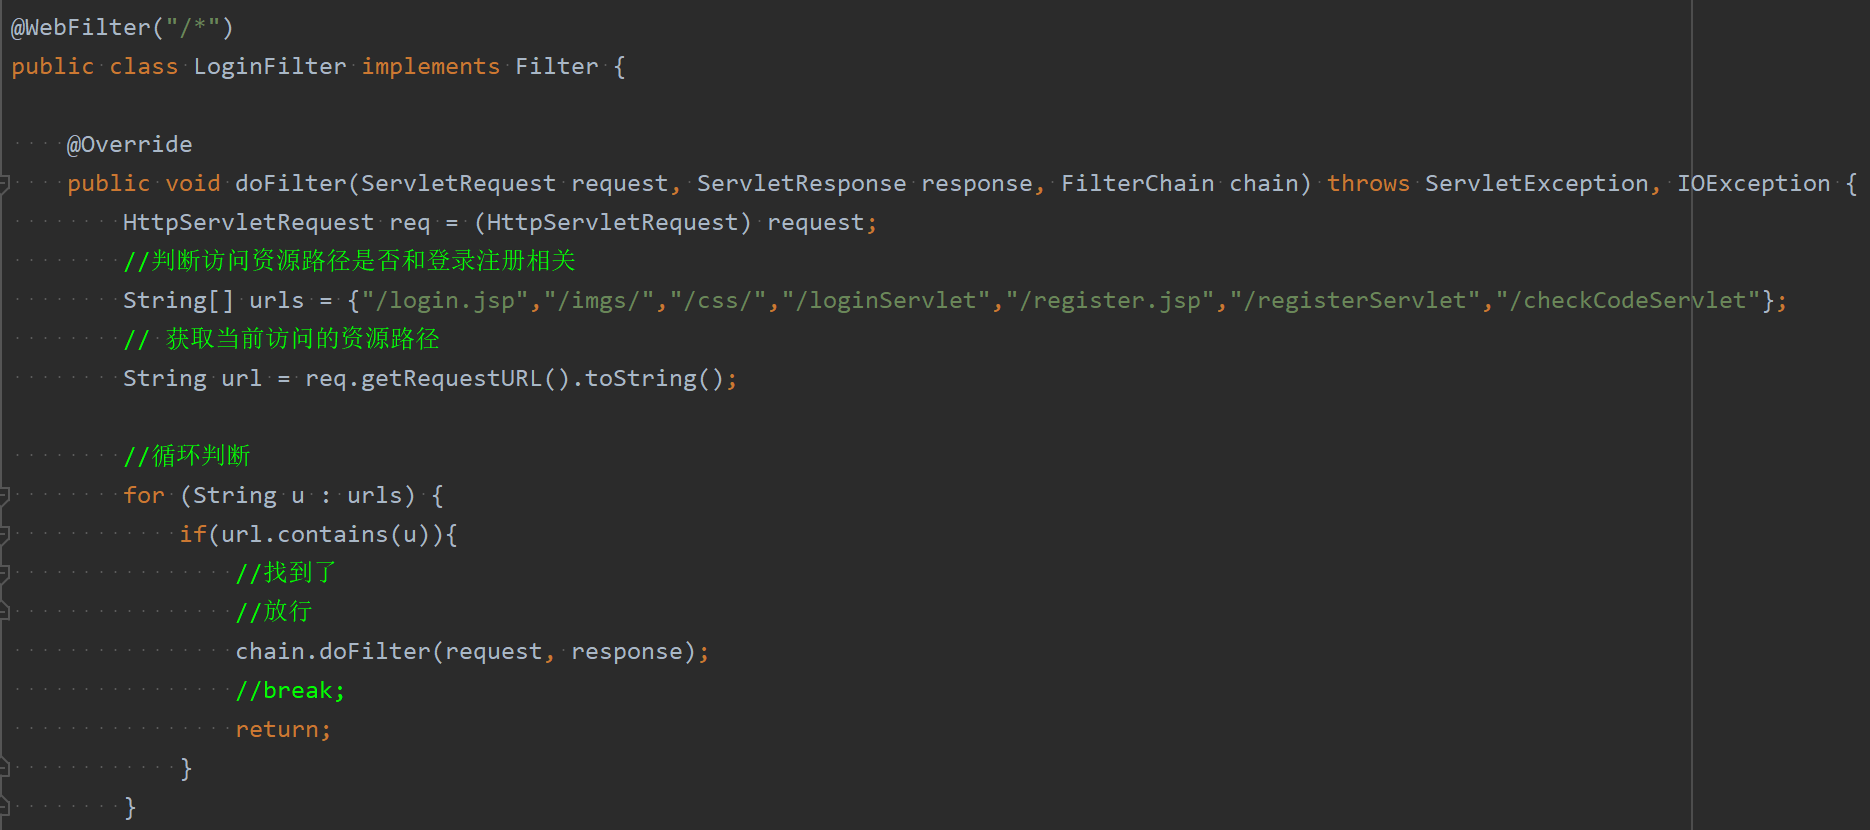 @WebFilter("/*")
public class LoginFilter implements Filter {
@Override
public void doFilter(ServletRequest request, ServletResponse response, FilterChain chain) throws ServletException, IOException {
HttpServletRequest req = (HttpServletRequest) request;
//判断访问资源路径是否和登录注册相关
String[] urls = {"/login.jsp","/imgs/","/css/","/loginServlet","/register.jsp","/registerServlet","/checkCodeServlet"};
// 获取当前访问的资源路径
String url = req.getRequestURL().toString();
//循环判断
for (String u : urls) {
if(url.contains(u)){
//找到了
//放行
chain.doFilter(request, response);
//break;
return;
}
}